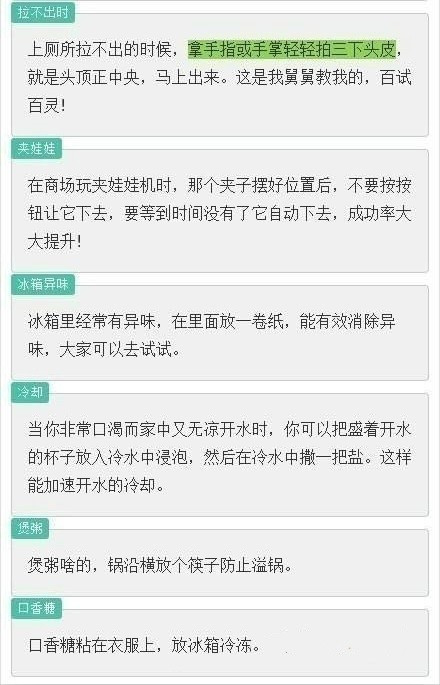 拉不出时
上厕所拉不出的时候，拿手指或手掌轻轻拍三下头皮，
就是头顶正中央，马上出来。这是我舅舅教我的，百试
百灵！
夹娃娃
在商场玩夹娃娃机时，那个夹子摆好位置后，不要按按
钮让它下去，要等到时间没有了它自动下去，成功率大
大提升！
冰箱异味
冰箱里经常有异味，在里面放一卷纸，能有效消除异
味，大家可以去试试。
冷却
当你非常口渴而家中又无凉开水时，你可以把盛着开水
的杯子放入冷水中浸泡，然后在冷水中撒一把盐。这样
能加速开水的冷却。
煲粥
煲粥啥的，锅沿横放个筷子防止溢锅。
口香糖
口香糖粘在衣服上，放冰箱冷冻。